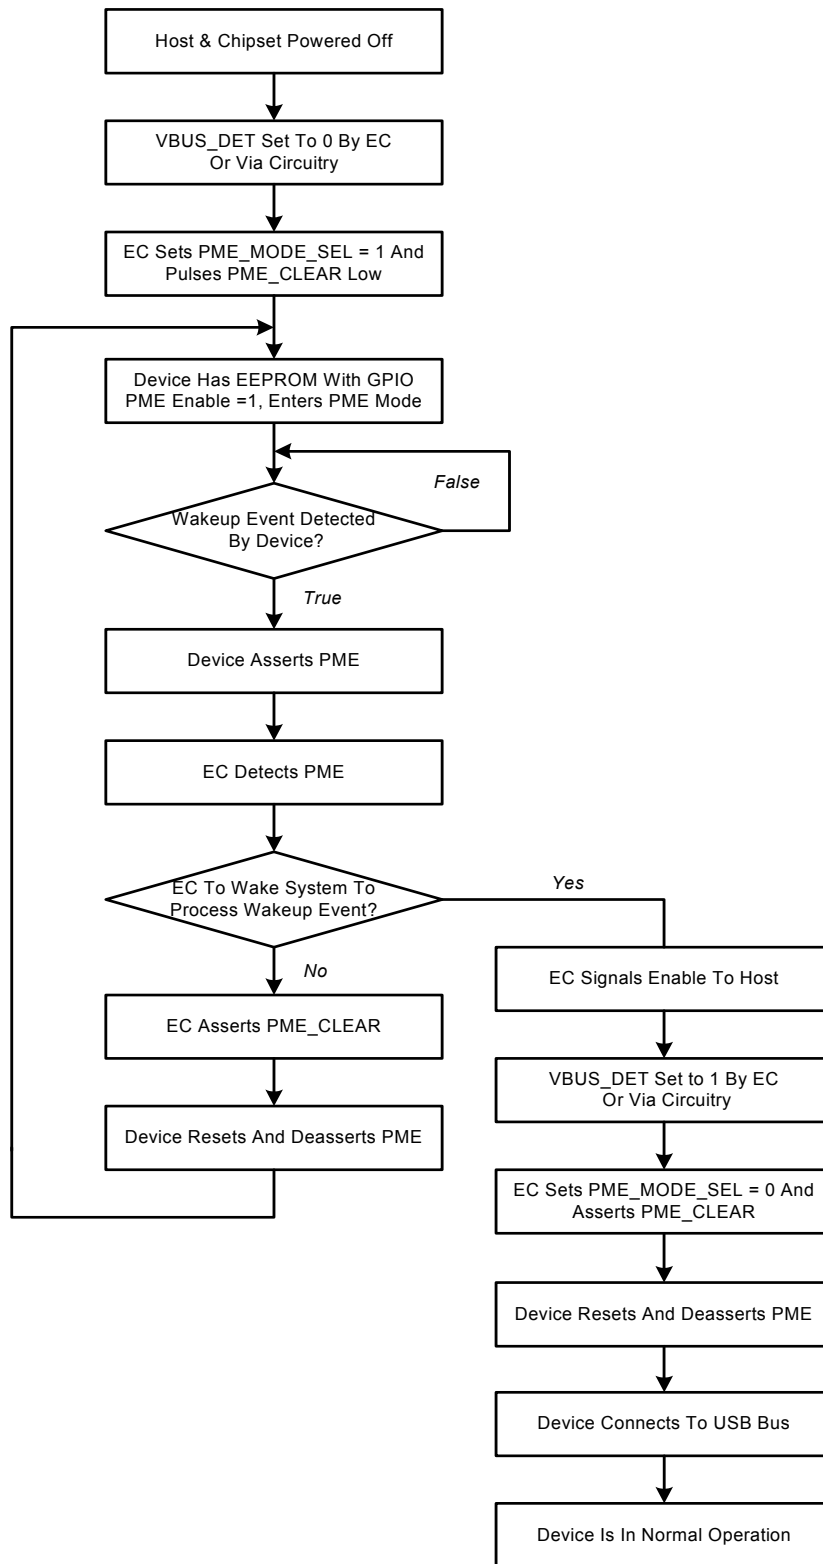 Host & Chipset Powered Off
VBUS_DET Set To 0 By EC
Or Via Circuitry
EC Sets PME_MODE_SEL = 1 And
Pulses PME_CLEAR Low
Device Has EEPROM With GPIO
PME Enable =1, Enters PME Mode
False
Wakeup Event Detected
By Device?
True
Device Asserts PME
EC Detects PME
EC To Wake System To
Process Wakeup Event?
Yes
No
EC Signals Enable To Host
EC Asserts PME_CLEAR
VBUS_DET Set to 1 By EC
Or Via Circuitry
Device Resets And Deasserts PME
EC Sets PME_MODE_SEL = 0 And
Asserts PME_CLEAR
Device Resets And Deasserts PME
Device Connects To USB Bus
Device Is In Normal Operation